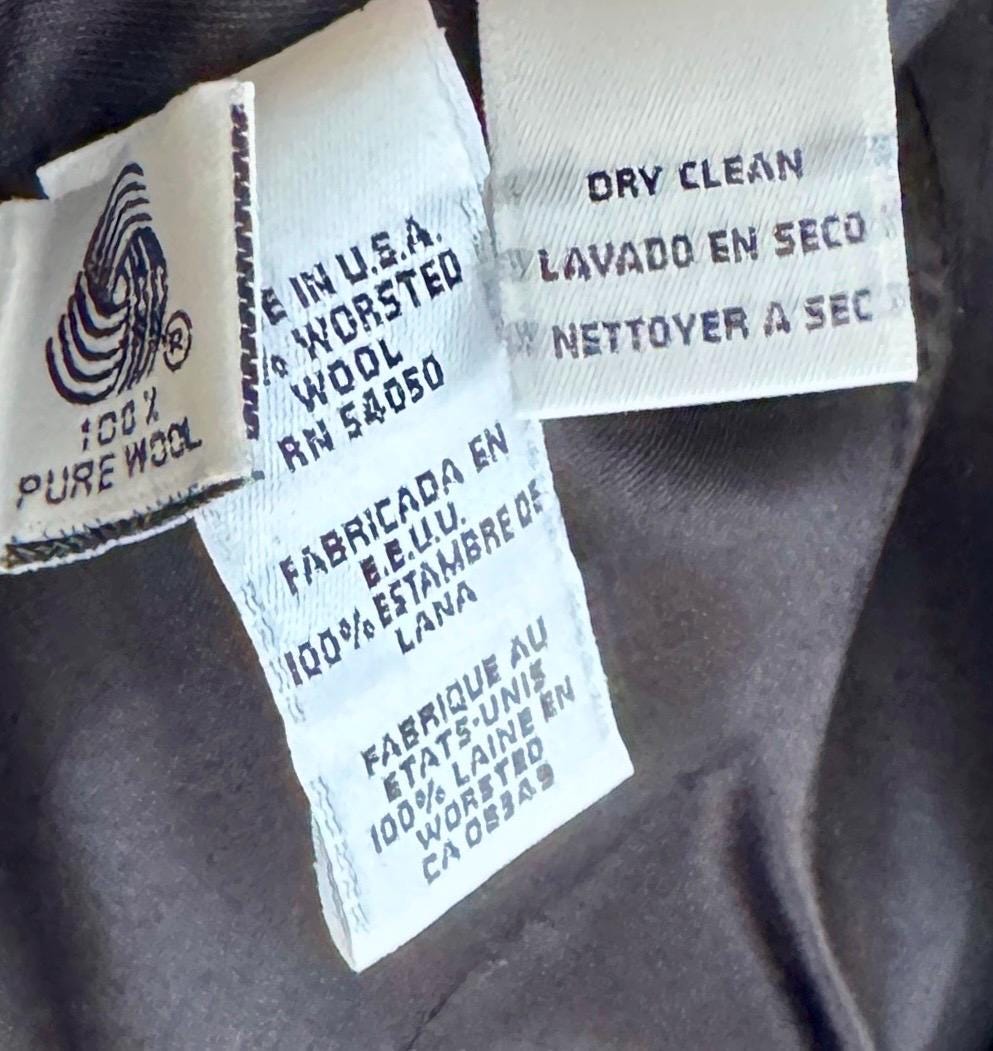 ®
100%
PURE WOOL
E IN U.S.A.
% WORSTED
WOOL
RN 54050
FABRICADA EN
E.E.U.U.
100% ESTAMBRE DE
LANA
FABRIQUE AU
ETATS-UNIS
100% LAINE EN
WORSTED
CA 083A9
DRY CLEAN
LAVADO EN SECO
NETTOYER A SEC